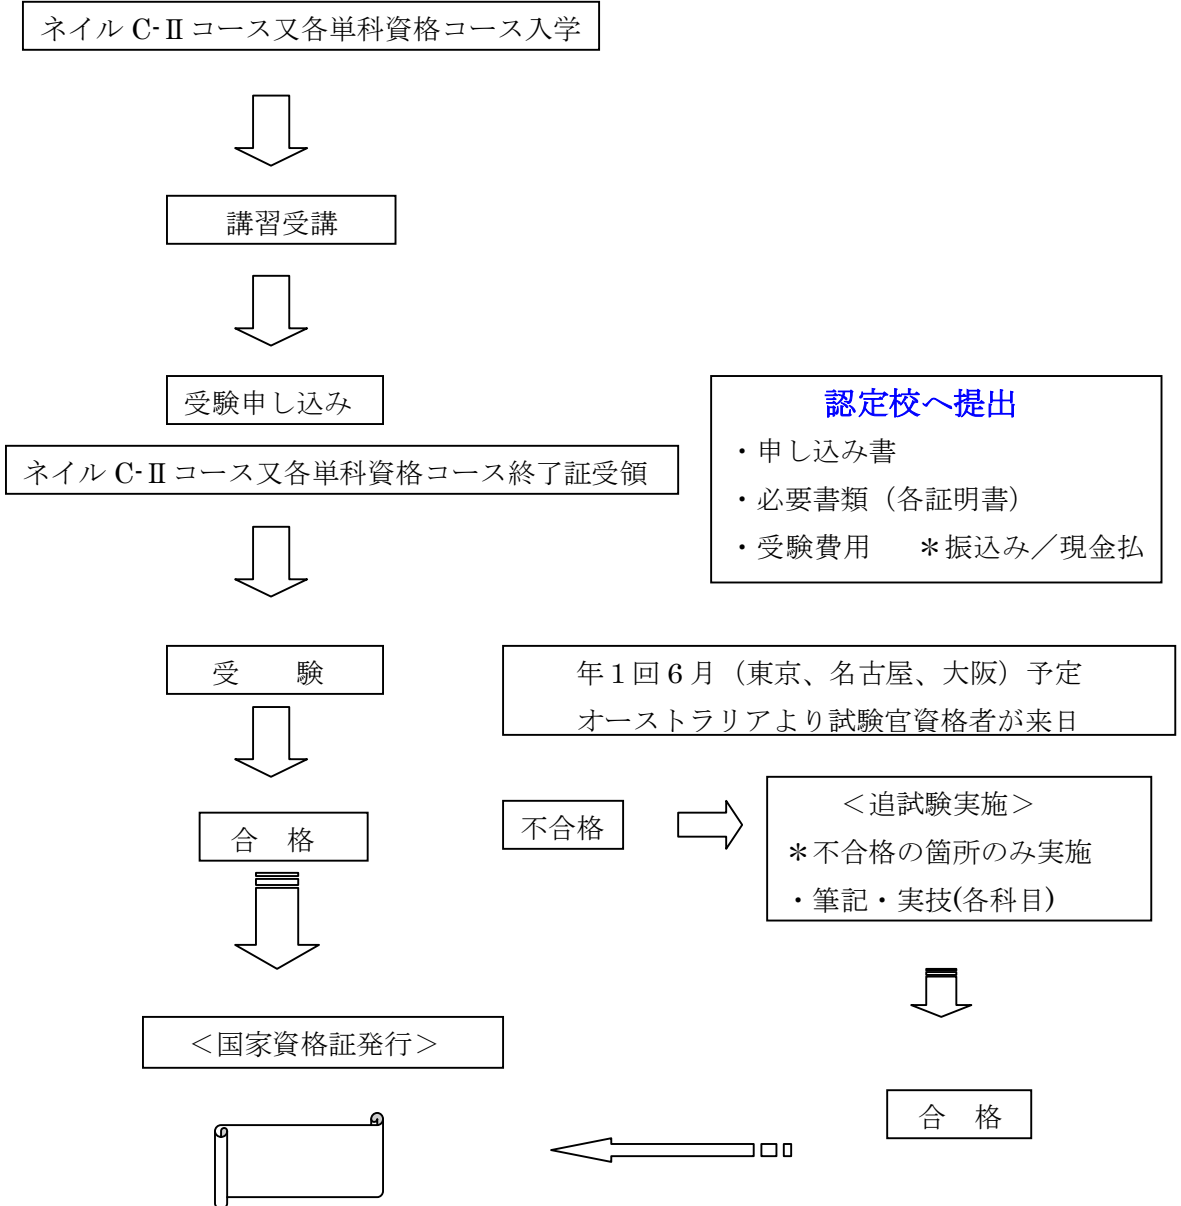 ネイル C-Ⅱコース又各単科資格コース入学
講習受講
受験申し込み
ネイル C-Ⅱコース又各単科資格コース終了証受領
認定校へ提出
・申し込み書
・必要書類（各証明書）
・受験費用　＊振込み／現金払
受　　験
年１回 6 月（東京、名古屋、大阪）予定
オーストラリアより試験官資格者が来日
合　格
不合格
＜追試験実施＞
＊不合格の箇所のみ実施
・筆記・実技(各科目)
＜国家資格証発行＞
合　格